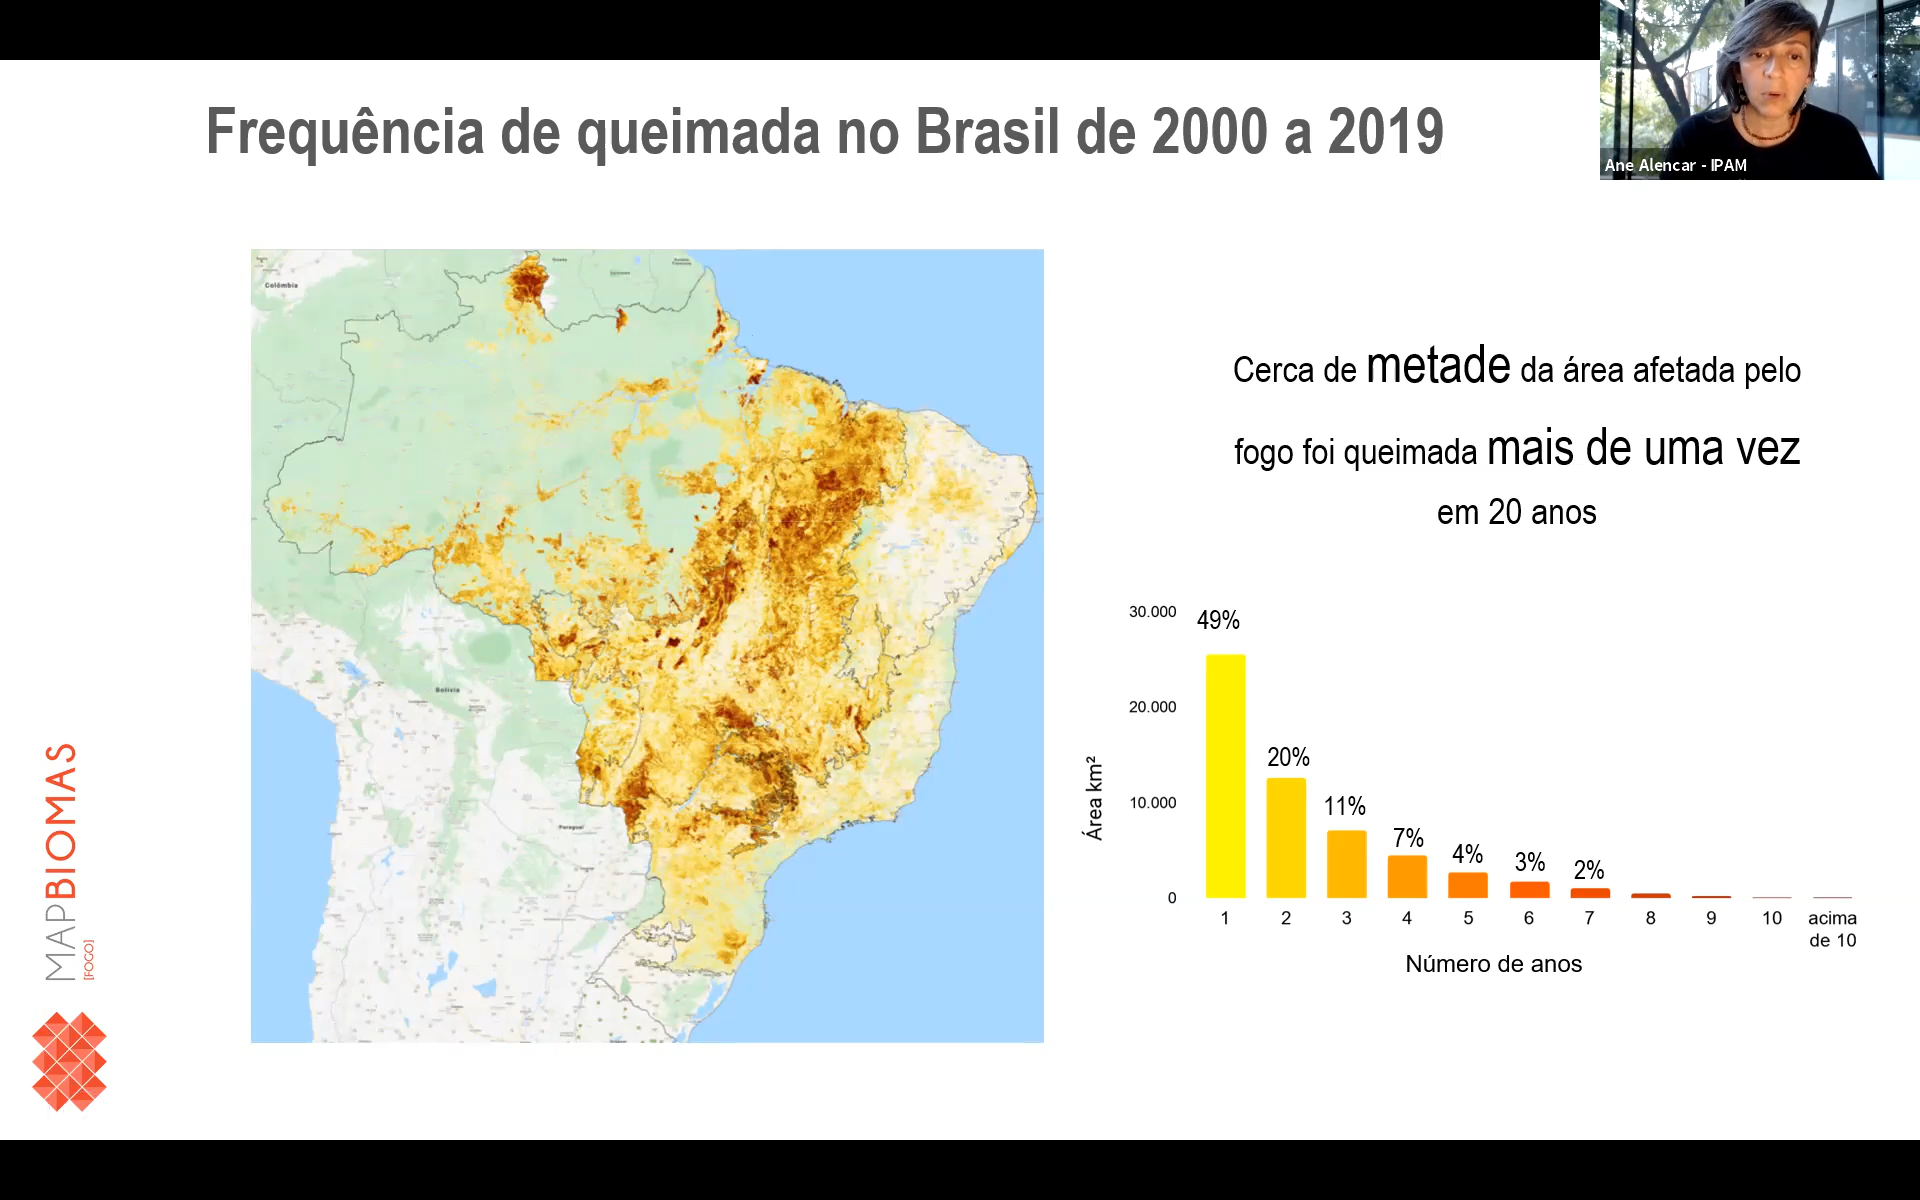 Frequência de queimada no Brasil de 2000 a 2019
Ane Alencar - IPAM
Colômbia
Bolívia
Paraguai
Cerca de metade da área afetada pelo
fogo foi queimada mais de uma vez
em 20 anos
30.000
20.000
10.000
0
Área km²
49%
20%
11%
7%
4%
3%
2%
1
2
3
4
5
6
7
8
9
10
acima
de 10
Número de anos
MAPBIOMAS
[FOGO]